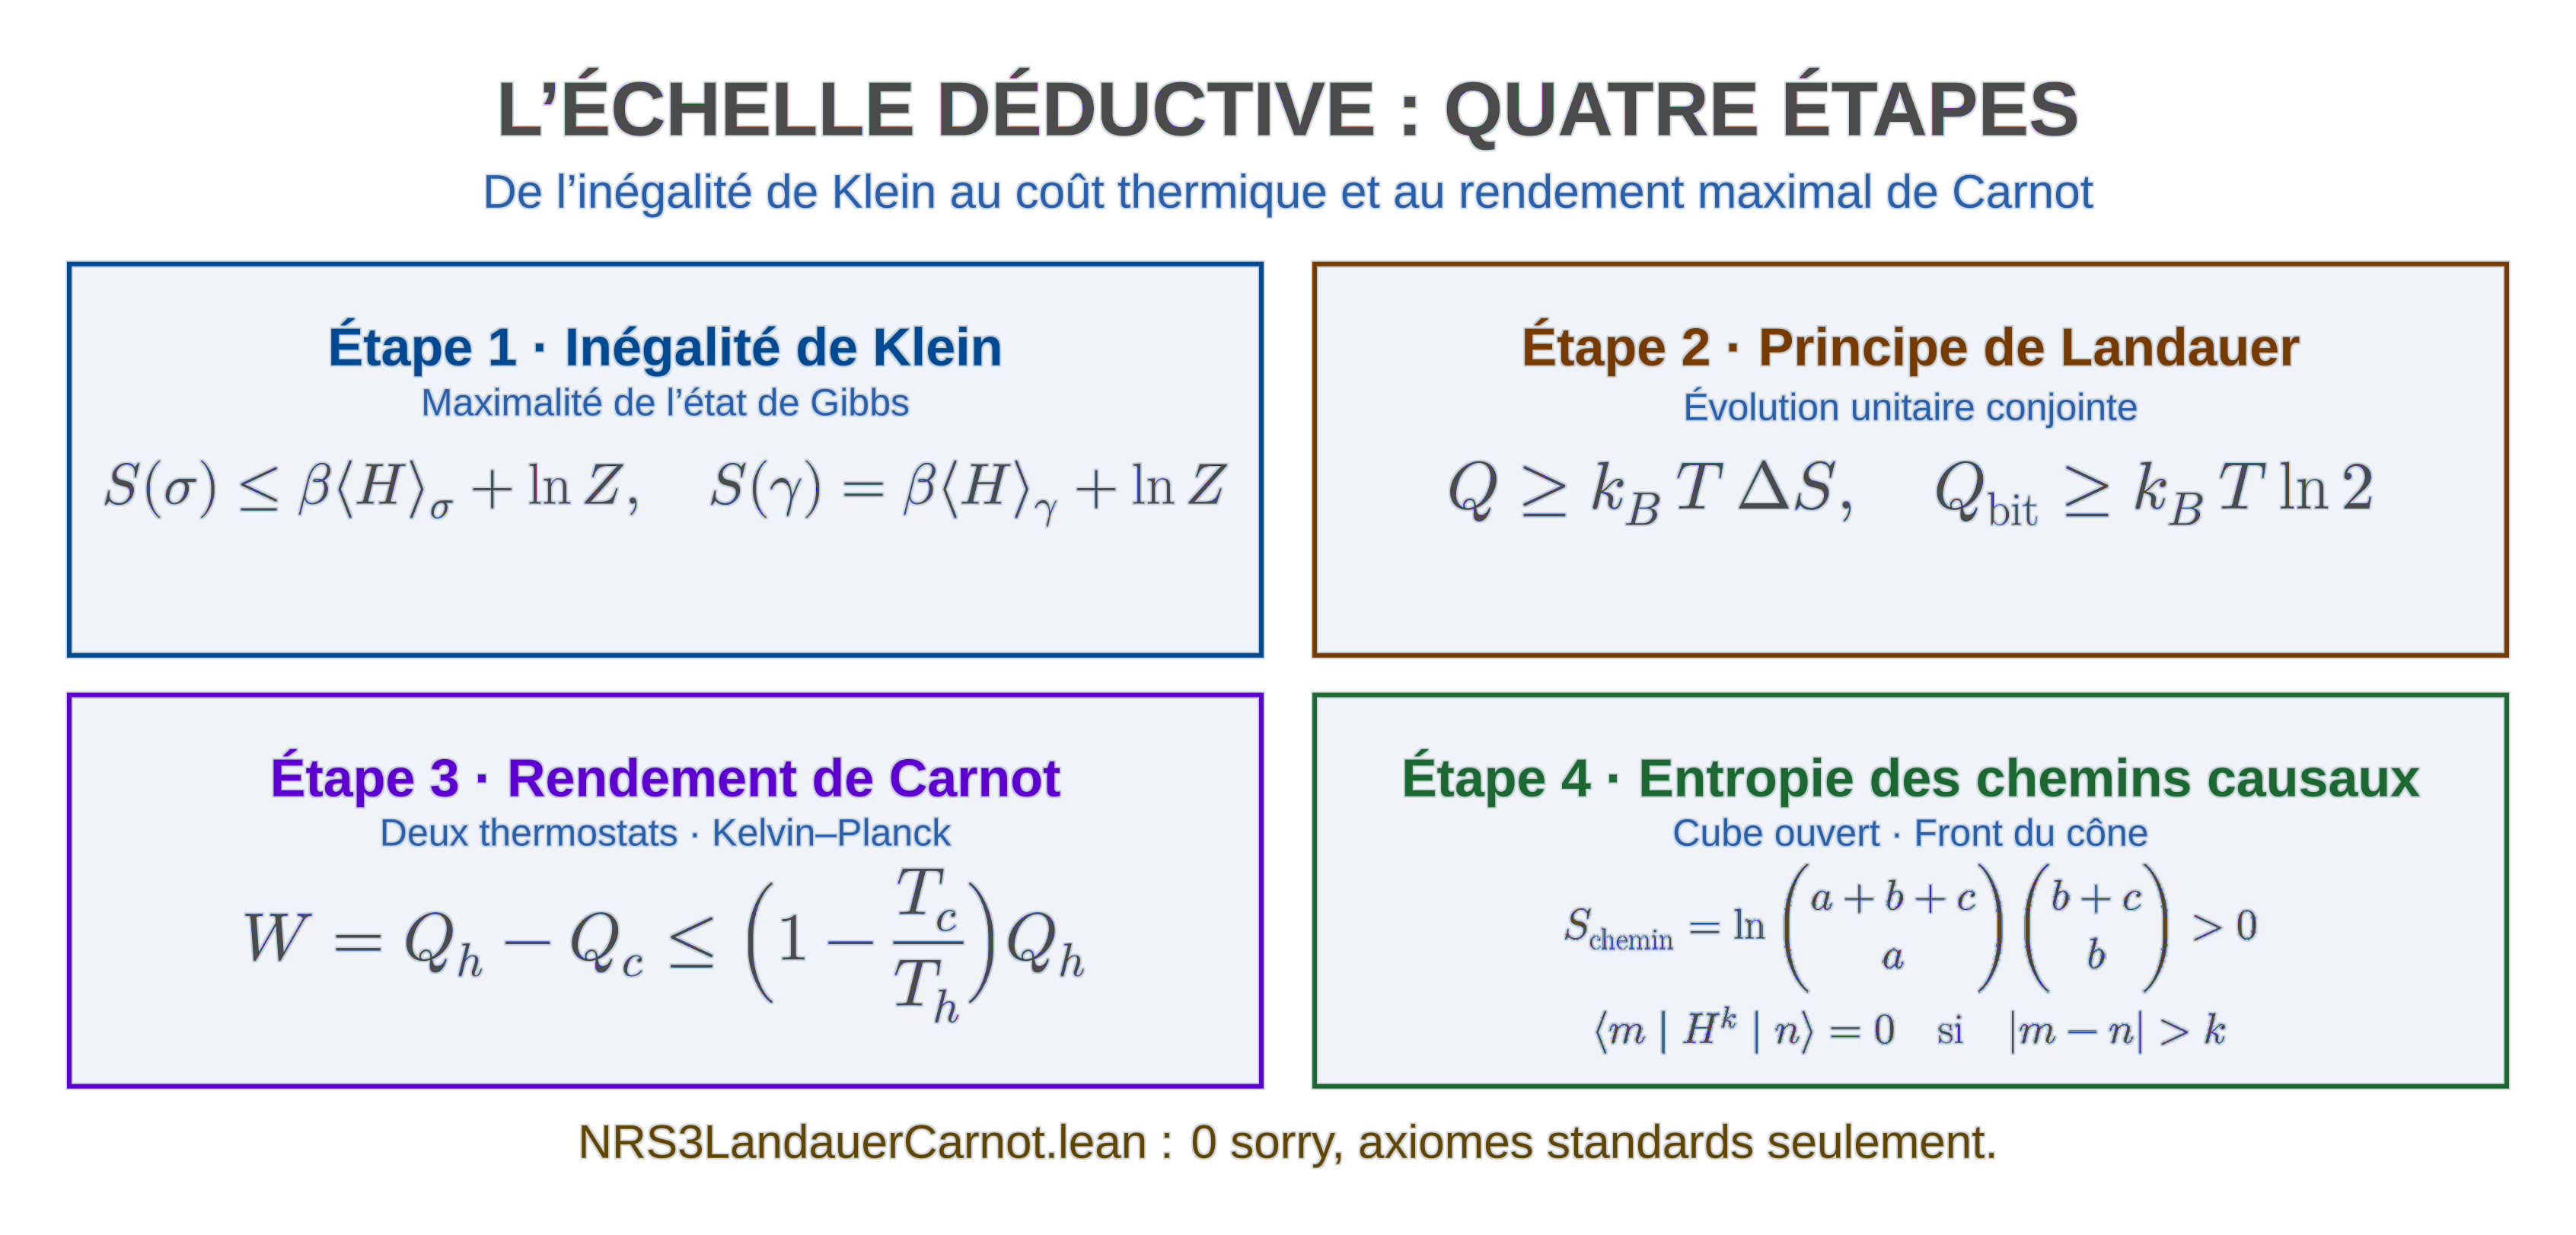 L’ÉCHELLE DÉDUCTIVE : QUATRE ÉTAPES
De l’inégalité de Klein au coût thermique et au rendement maximal de Carnot
Étape 1 · Inégalité de Klein
Maximalité de l’état de Gibbs
S(σ) ≤ β⟨H⟩_σ + ln Z,  S(γ) = β⟨H⟩_γ + ln Z
Étape 2 · Principe de Landauer
Évolution unitaire conjointe
Q ≥ k_B T ΔS,  Q_bit ≥ k_B T ln 2
Étape 3 · Rendement de Carnot
Deux thermostats · Kelvin–Planck
W = Q_h − Q_c ≤ (1 − T_c/T_h) Q_h
Étape 4 · Entropie des chemins causaux
Cube ouvert · Front du cône
S_chemin = ln (a + b + c a) (b + c b) > 0
⟨m | H^k | n⟩ = 0 si |m − n| > k
NRS3LandauerCarnot.lean : 0 sorry, axiomes standards seulement.